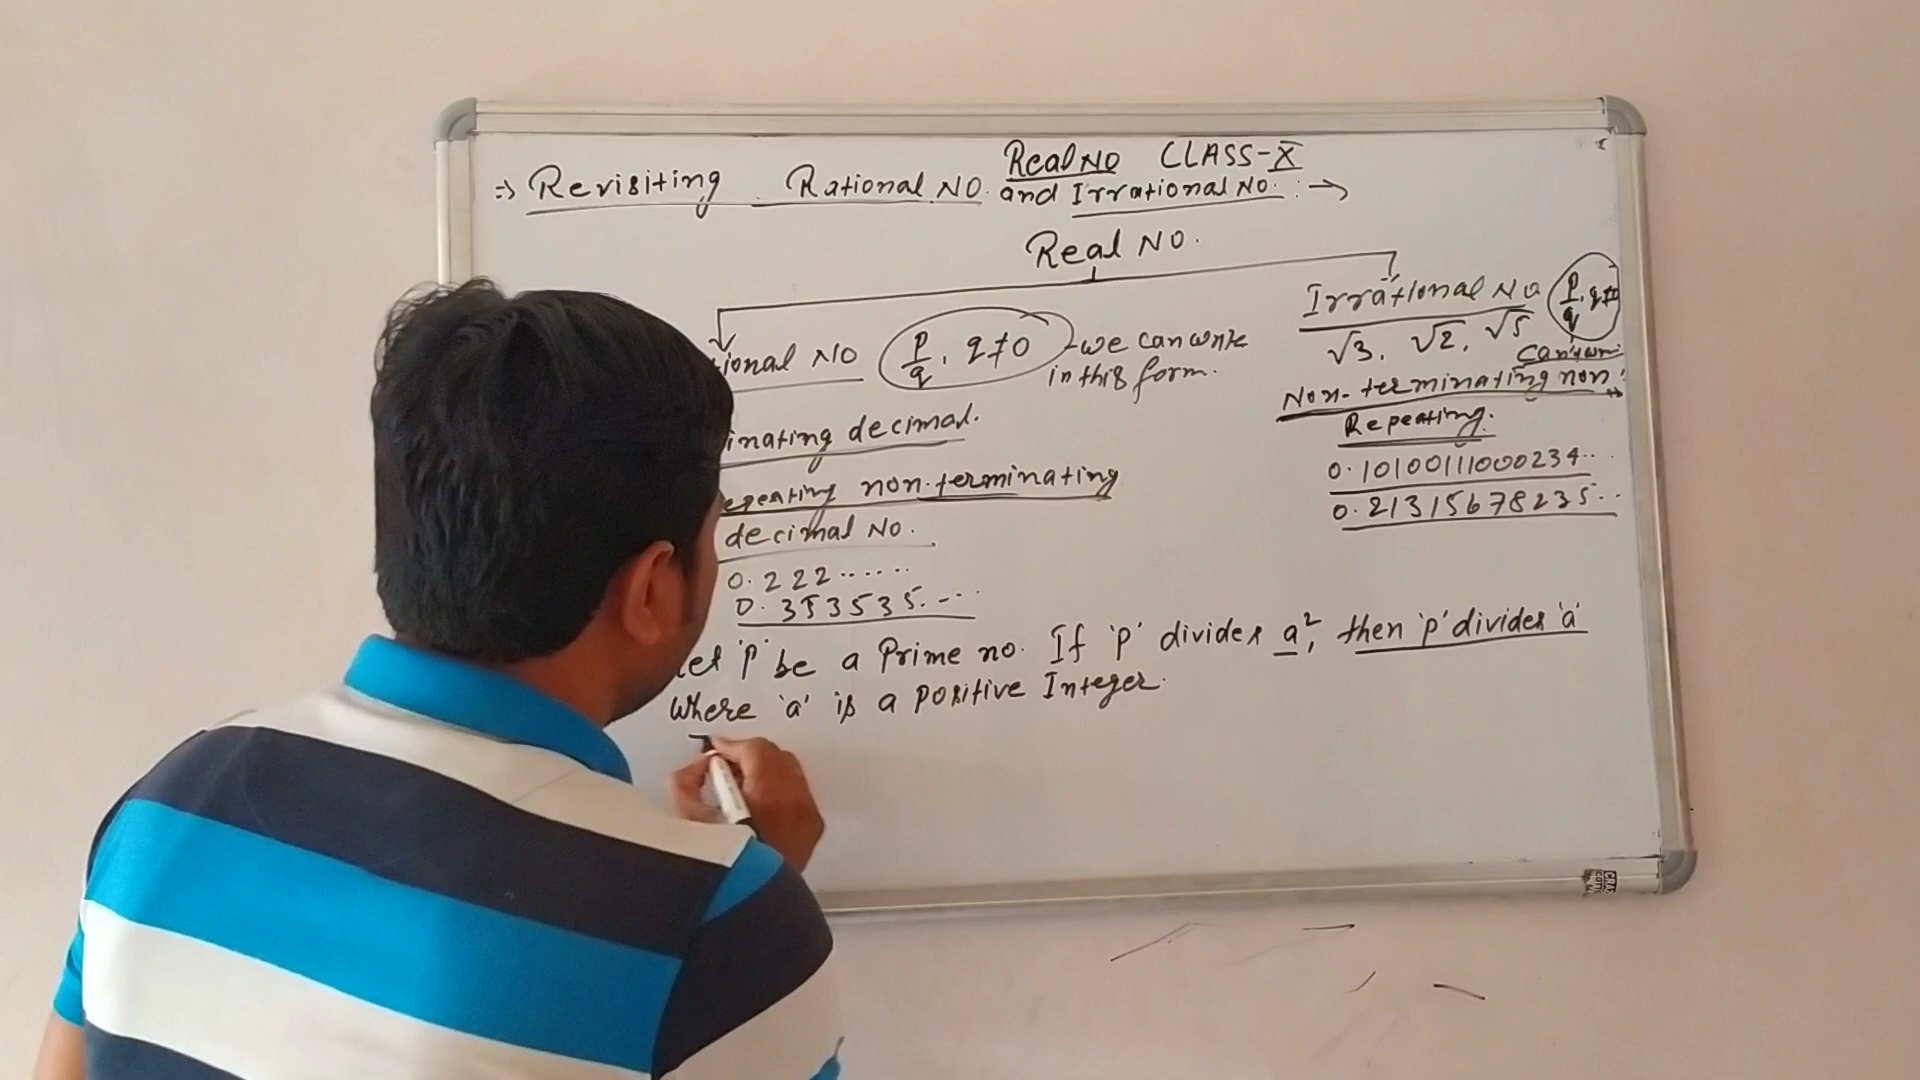 Real NO CLASS-X
=> Revisiting Rational NO. and Irrational No. : →
Real NO.
ional NO p/q, q≠0 we can write
in this form.
inating decimal.
epeating non-terminating
decimal No.
0.222......
0.353535....
Irrational No p/q, q≠0
√3, √2, √5
Non-terminating non
Repeating.
0.10100111000234...
0.21315678235..
Let 'P' be a Prime no. If 'p' divides a², then 'p' divides 'a'
Where 'a' is a positive Integer.